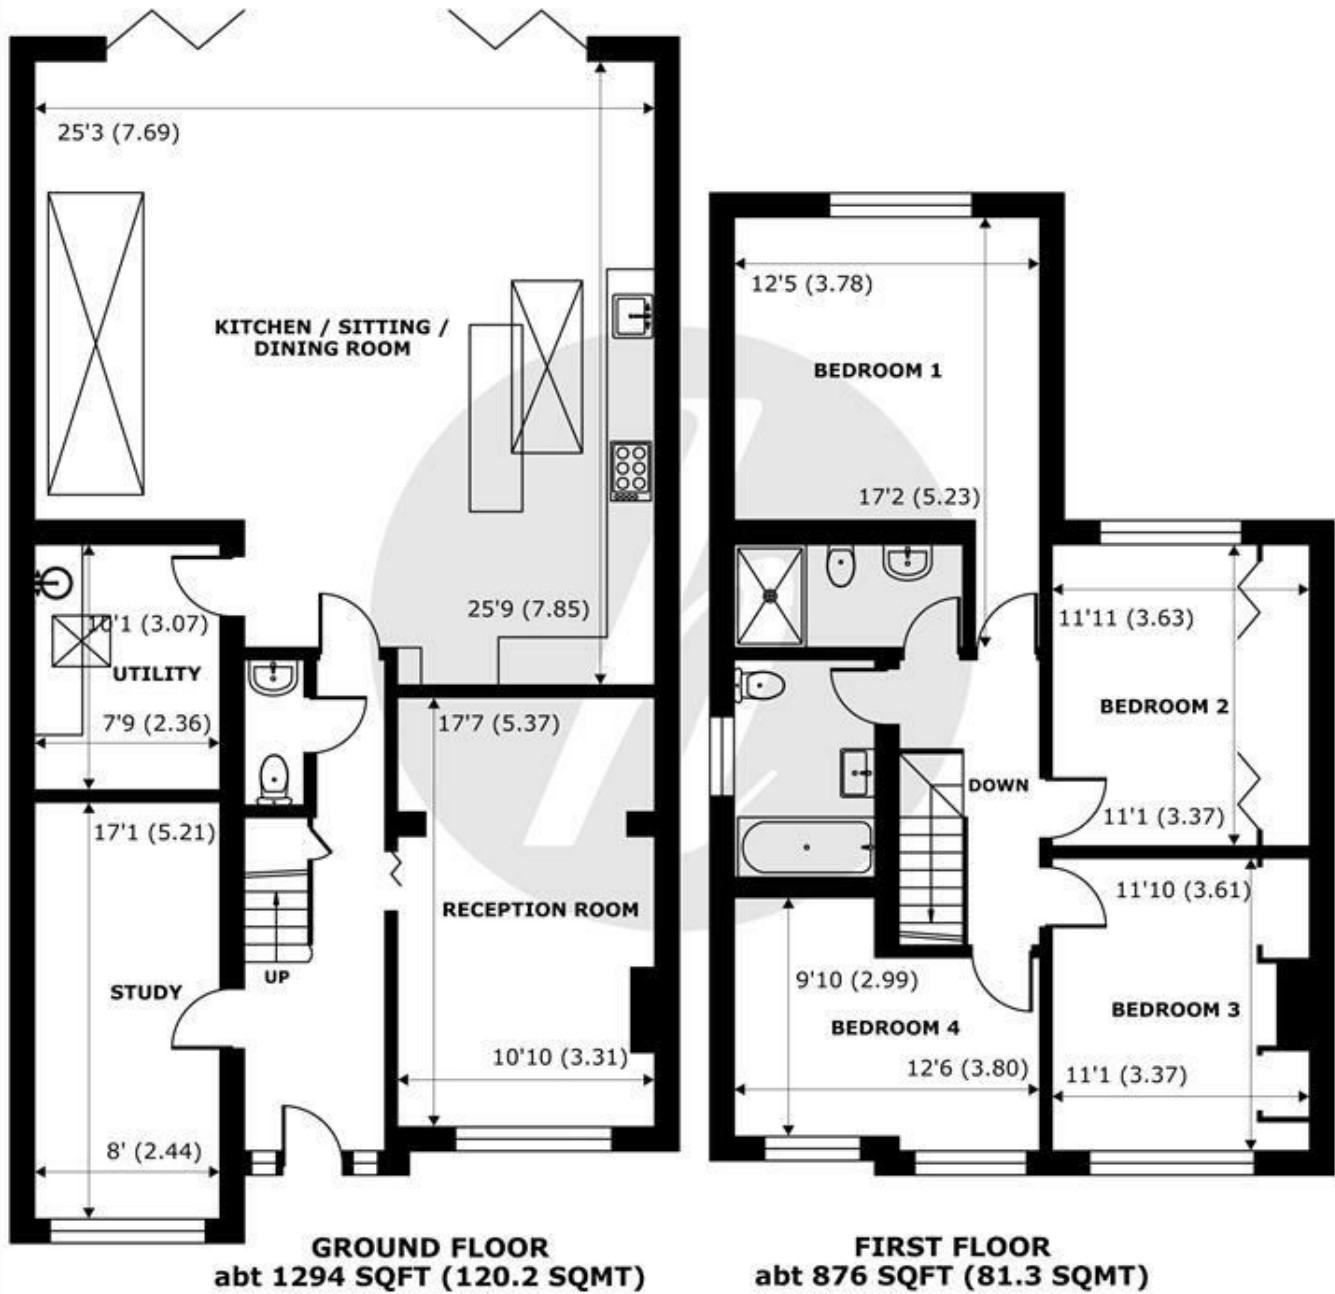 25'3 (7.69)
KITCHEN / SITTING /
DINING ROOM
25'9 (7.85)
10'1 (3.07)
UTILITY
7'9 (2.36)
17'7 (5.37)
17'1 (5.21)
RECEPTION ROOM
UP
STUDY
10'10 (3.31)
8' (2.44)
GROUND FLOOR
abt 1294 SQFT (120.2 SQMT)
12'5 (3.78)
BEDROOM 1
17'2 (5.23)
11'11 (3.63)
BEDROOM 2
DOWN
11'1 (3.37)
11'10 (3.61)
9'10 (2.99)
BEDROOM 4
BEDROOM 3
12'6 (3.80)
11'1 (3.37)
FIRST FLOOR
abt 876 SQFT (81.3 SQMT)